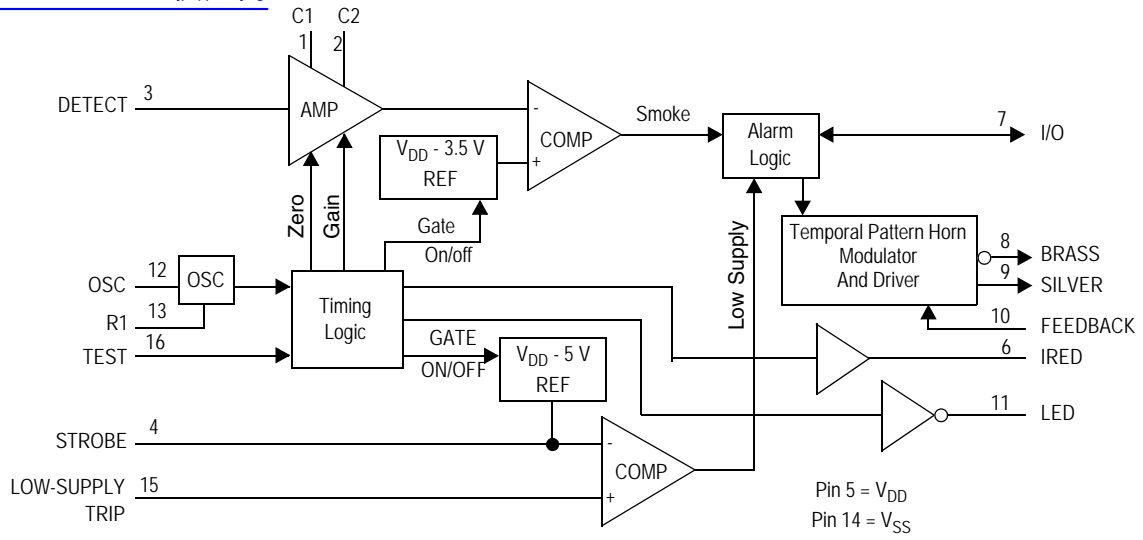 C1
C2
1
2
DETECT
3
AMP
-
+
COMP
Smoke
Alarm
Logic
7
I/O
VDD - 3.5 V
REF
Zero
Gain
Gate
On/off
Low Supply
Temporal Pattern Horn
Modulator
And Driver
8
BRASS
9
SILVER
10
FEEDBACK
OSC
12
OSC
R1
13
TEST
16
Timing
Logic
GATE
ON/OFF
VDD - 5 V
REF
6
IRED
11
LED
STROBE
4
-
+
COMP
LOW-SUPPLY
TRIP
15
Pin 5 = VDD
Pin 14 = VSS